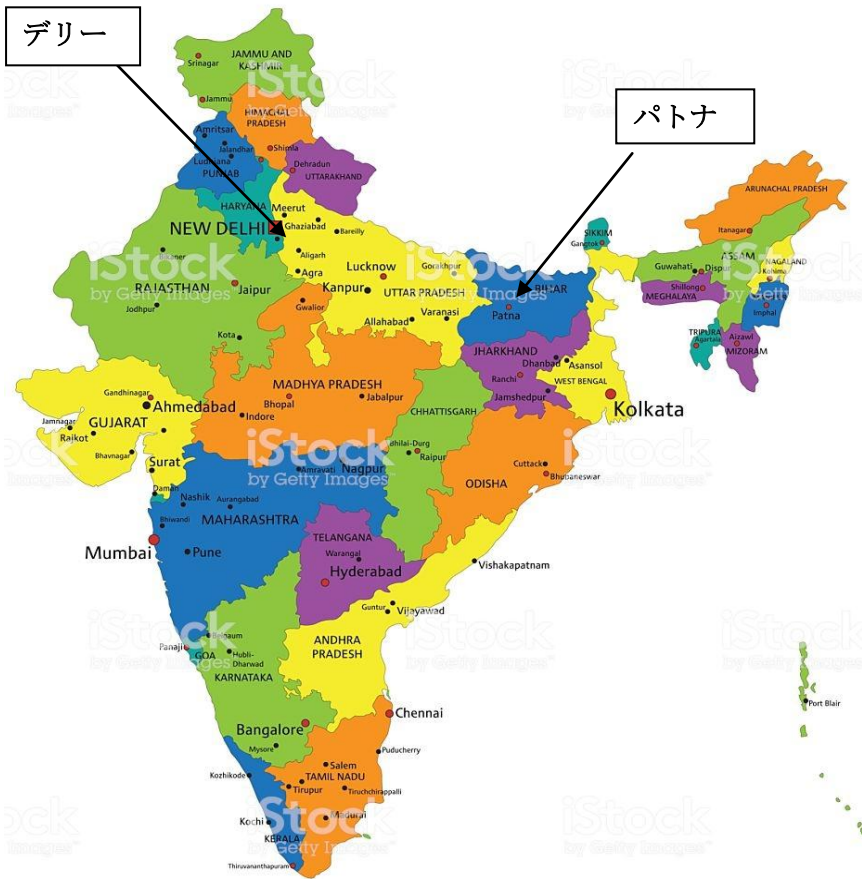 デリー
パトナ
JAMMU AND
KASHMIR
Srinagar
Jammu
HIMACHAL
PRADESH
Amritsar
Jalandhar
Shimla
Ludhiana
PUNJAB
Dehradun
UTTARAKHAND
HARYANA
Meerut
NEW DELHI
Ghaziabad
Bareilly
ARUNACHAL PRADESH
Itanagar
SIKKIM
Gangtok
ASSAM
NAGALAND
Kohima
Guwahati
Dispur
Shillong
MEGHALAYA
Imphal
TRIPURA
Agartala
Aizawl
MIZORAM
Bikaner
Aligarh
Agra
Lucknow
Gorakhpur
RAJASTHAN
Jaipur
Kanpur
UTTAR PRADESH
BIHAR
Jodhpur
Gwalior
Varanasi
Patna
Allahabad
Kota
JHARKHAND
Dhanbad
Asansol
Ranchi
WEST BENGAL
Jamshedpur
Kolkata
MADHYA PRADESH
Gandhinagar
Bhopal
Jabalpur
Ahmedabad
Indore
CHHATTISGARH
Jamnagar
GUJARAT
Rajkot
Bhavnagar
Bhilai-Durg
Raipur
Surat
Amravati
Nagpur
Cuttack
Bhubaneswar
ODISHA
Daman
Nashik
Aurangabad
Bhiwandi
MAHARASHTRA
TELANGANA
Mumbai
Pune
Warangal
Hyderabad
Vishakapatnam
Guntur
Vijayawad
Belgaum
Panaji
GOA
Hubli-
Dharwad
ANDHRA
PRADESH
KARNATAKA
Port Blair
Chennai
Bangalore
Mysore
Puducherry
Kozhikode
Salem
TAMIL NADU
Tirupur
Tiruchchirappalli
Kochi
Madurai
KERALA
Thiruvananthapuram
iStock
by Getty Images